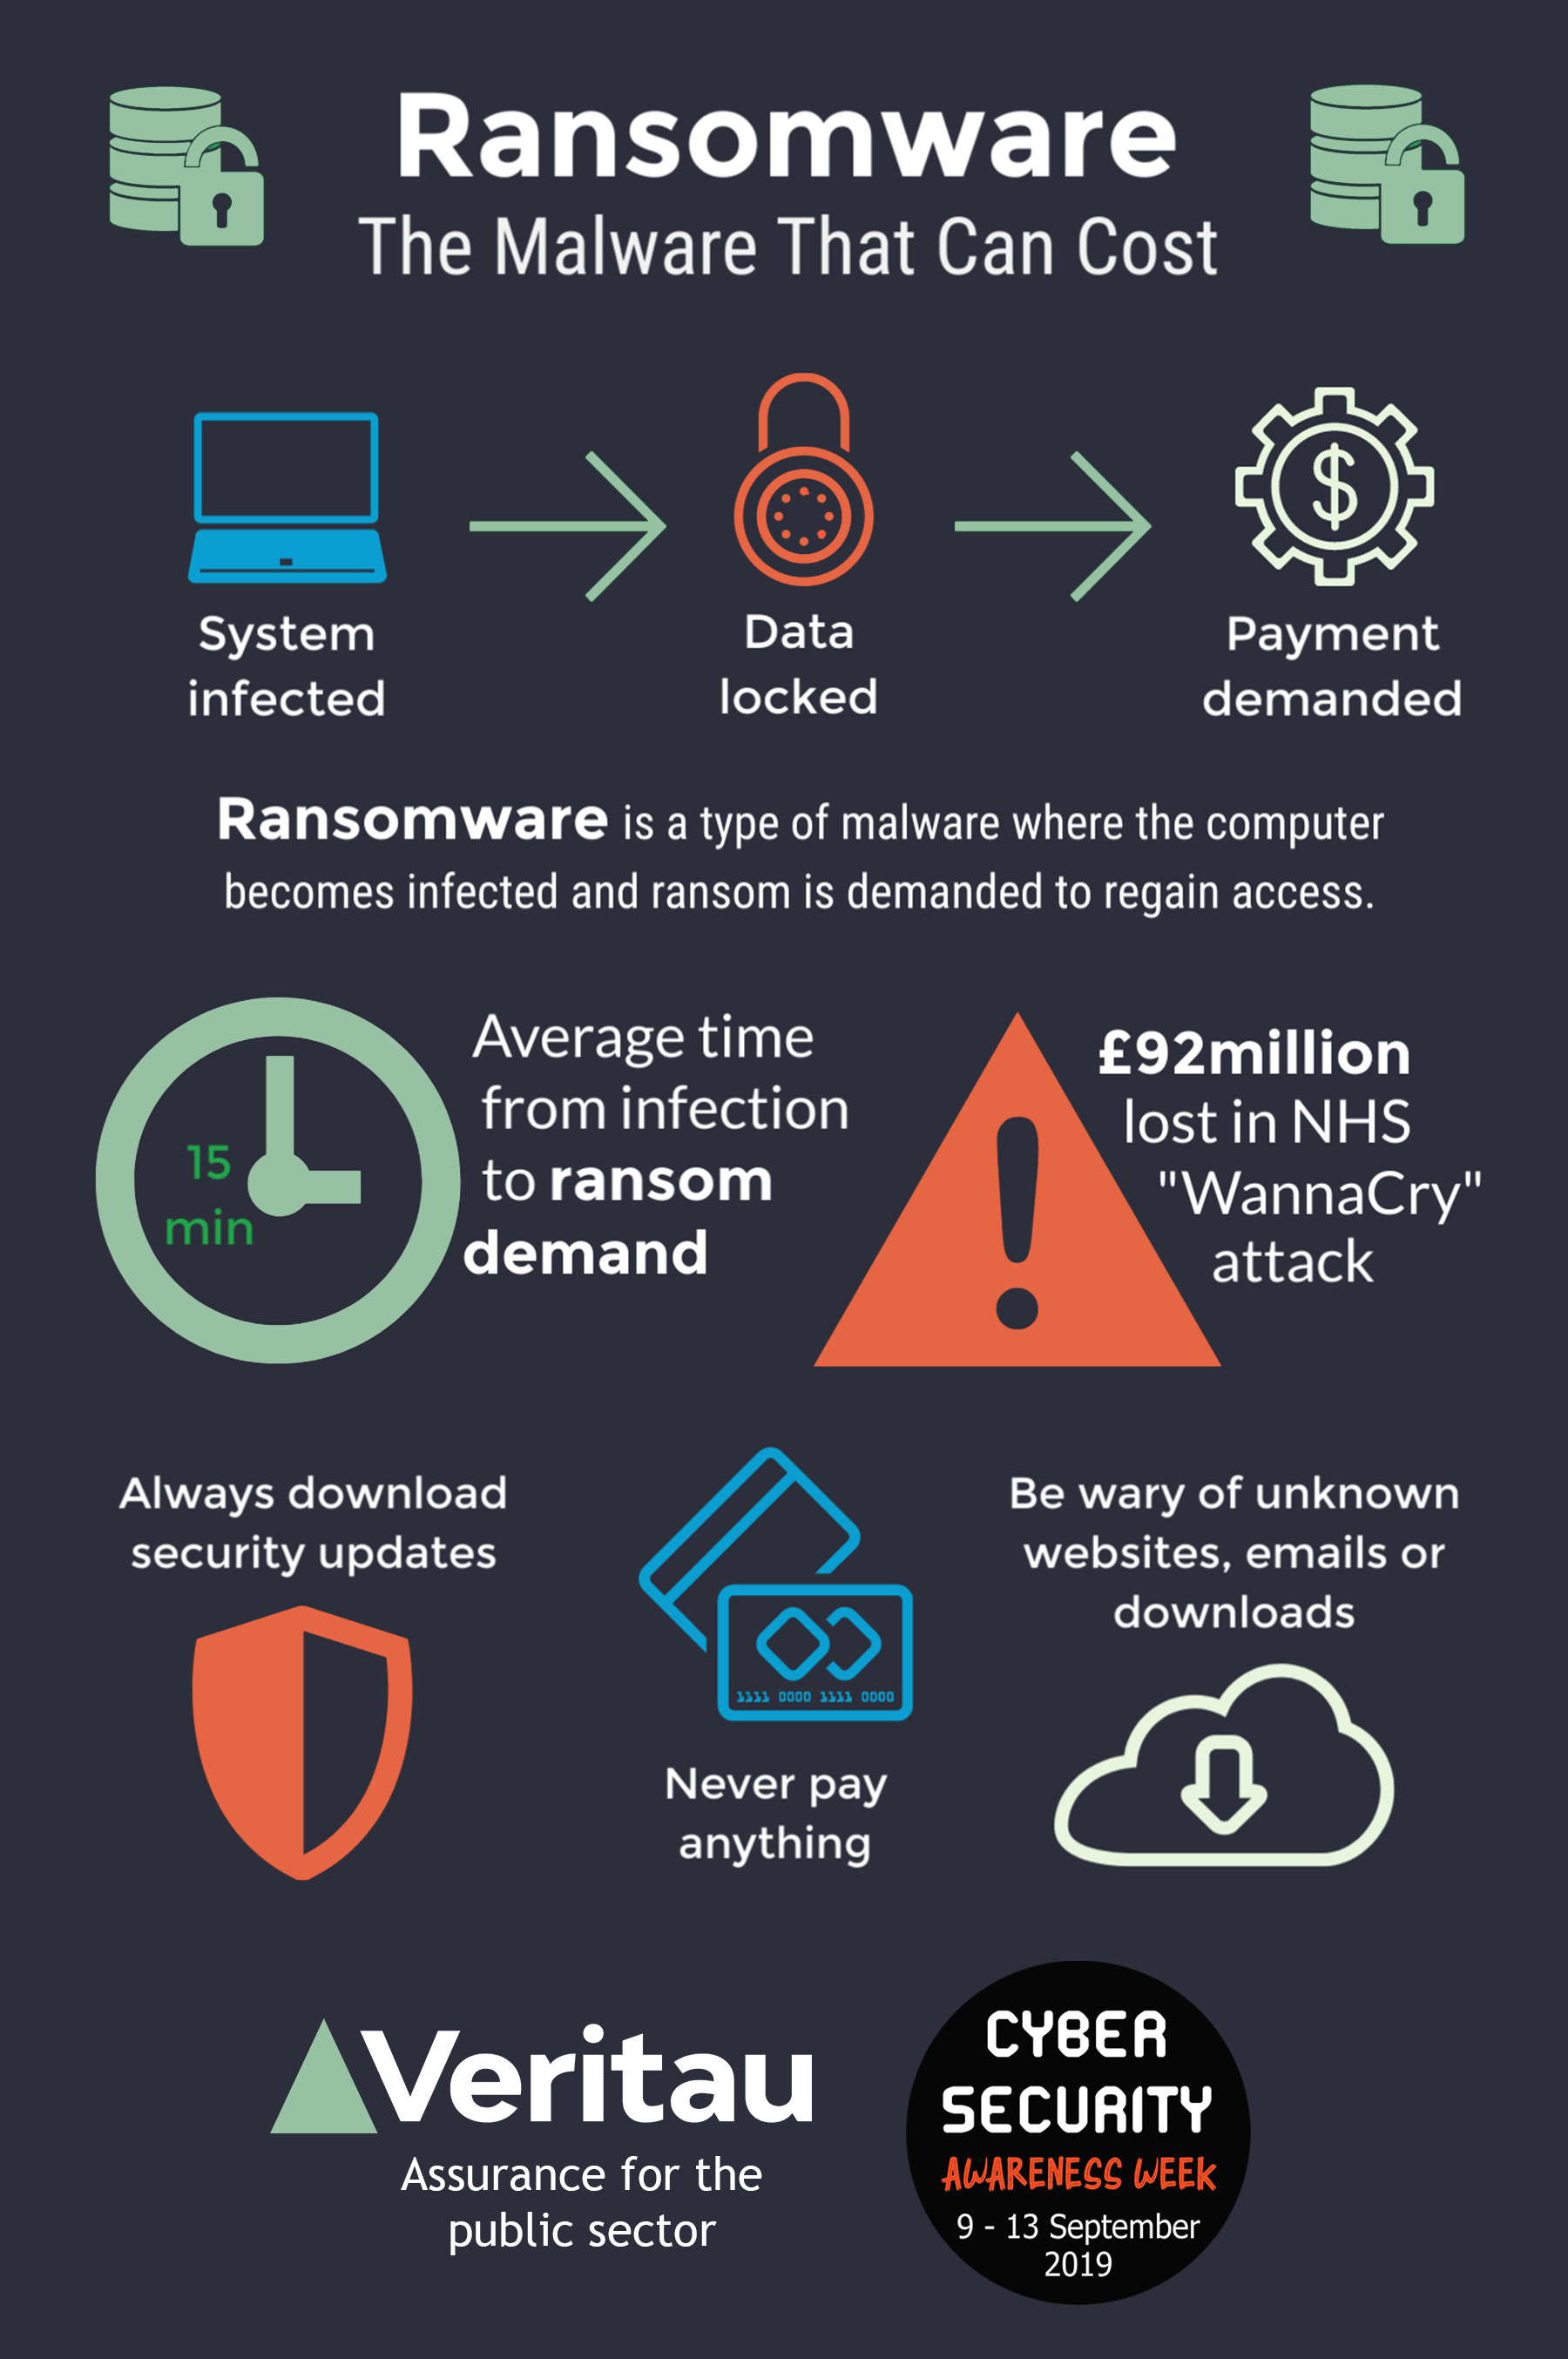 Ransomware
The Malware That Can Cost
System
infected
Data
locked
$
Payment
demanded
Ransomware is a type of malware where the computer
becomes infected and ransom is demanded to regain access.
15
min
Average time
from infection
to ransom
demand
£92million
lost in NHS
"WannaCry"
attack
Always download
security updates
1111 0000 1111 0000
Never pay
anything
Be wary of unknown
websites, emails or
downloads
Veritau
Assurance for the
public sector
CYBER
SECURITY
AWARENESS WEEK
9 - 13 September
2019